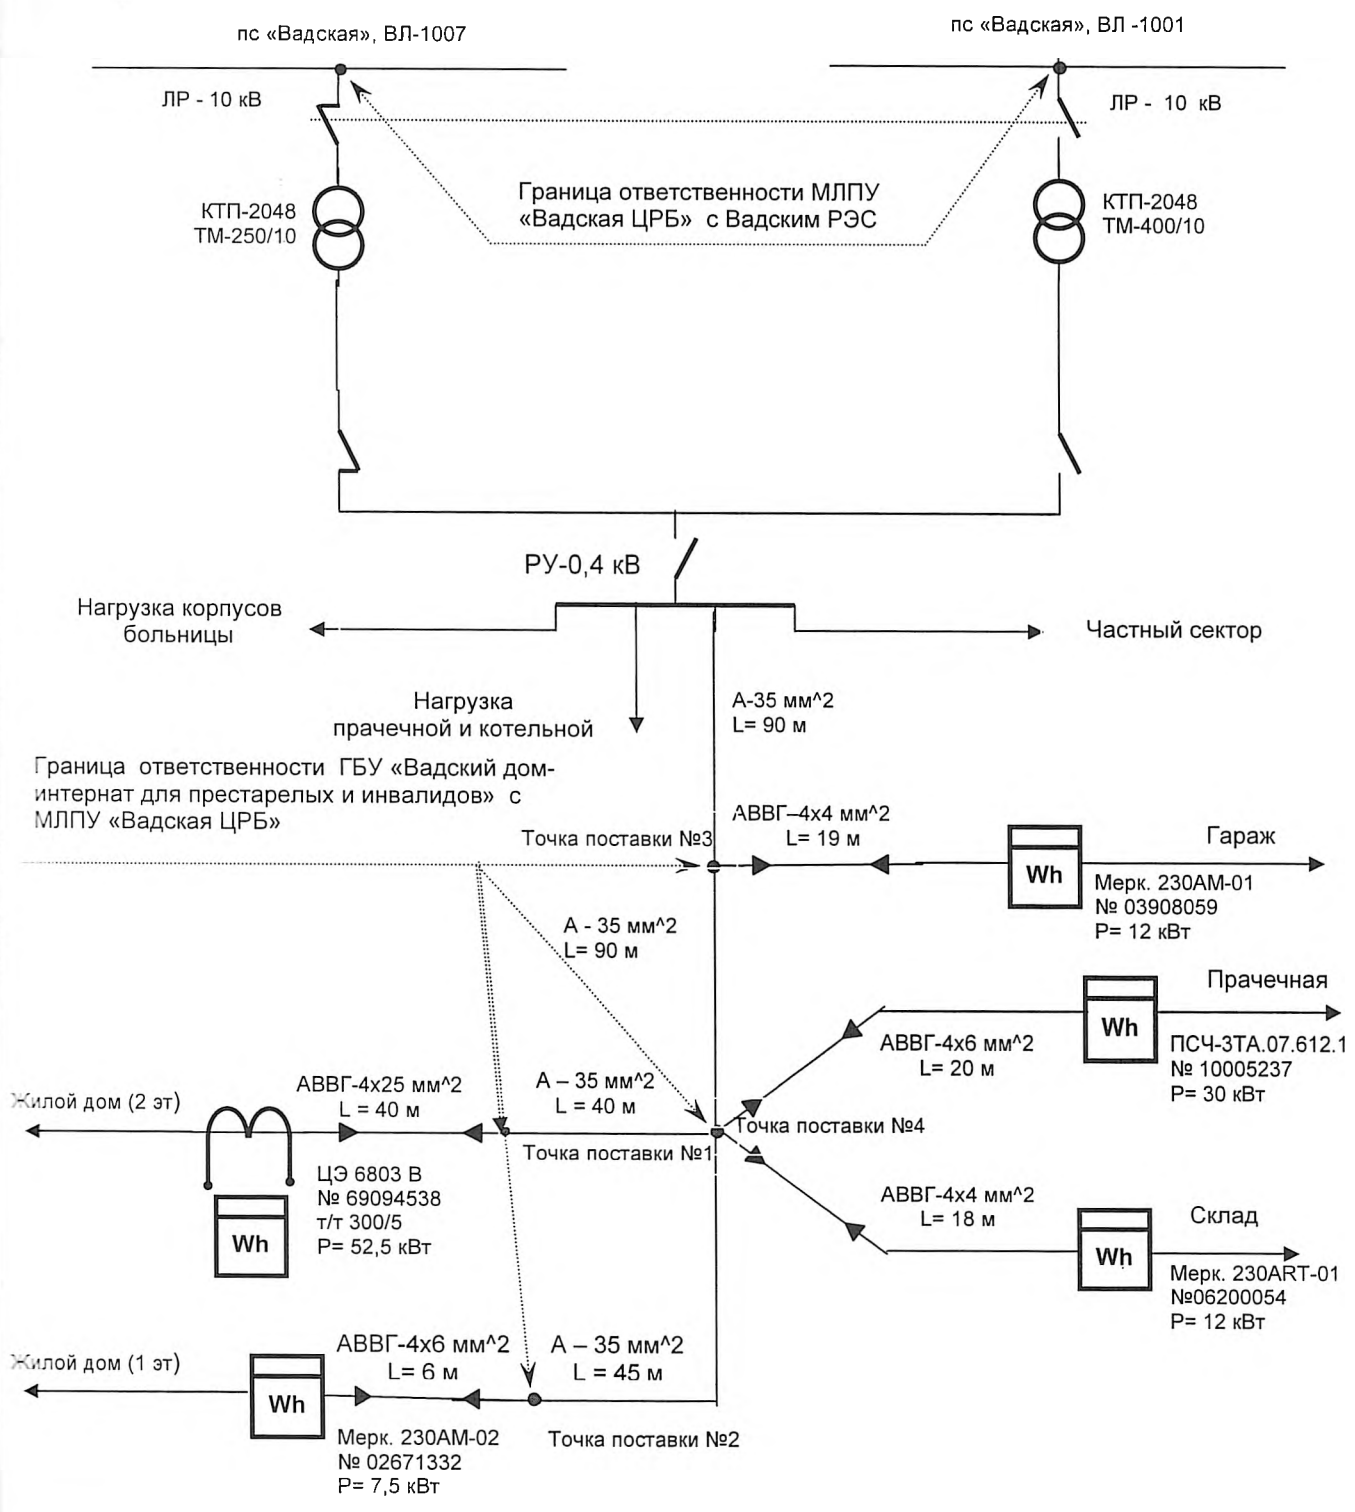 пс «Вадская», ВЛ-1007
пс «Вадская», ВЛ -1001
ЛР - 10 кВ
ЛР - 10 кВ
Граница ответственности МЛПУ
«Вадская ЦРБ» с Вадским РЭС
КТП-2048
ТМ-250/10
КТП-2048
ТМ-400/10
РУ-0,4 кВ
Нагрузка корпусов
больницы
Частный сектор
Нагрузка
прачечной и котельной
А-35 мм^2
L= 90 м
Граница ответственности ГБУ «Вадский дом-
интернат для престарелых и инвалидов» с
МЛПУ «Вадская ЦРБ»
Точка поставки №3
АВВГ–4х4 мм^2
L= 19 м
Гараж
Wh
Мерк. 230АМ-01
№ 03908059
Р= 12 кВт
А - 35 мм^2
L= 90 м
Прачечная
Wh
АВВГ-4х6 мм^2
L= 20 м
ПСЧ-3ТА.07.612.1
№ 10005237
Р= 30 кВт
Жилой дом (2 эт)
АВВГ-4х25 мм^2
L = 40 м
А – 35 мм^2
L = 40 м
Точка поставки №4
Точка поставки №1
ЦЭ 6803 В
№ 69094538
т/т 300/5
Р= 52,5 кВт
Wh
АВВГ-4х4 мм^2
L= 18 м
Склад
Wh
Мерк. 230ART-01
№06200054
Р= 12 кВт
Жилой дом (1 эт)
АВВГ-4х6 мм^2
L= 6 м
А – 35 мм^2
L = 45 м
Wh
Мерк. 230АМ-02
№ 02671332
Р= 7,5 кВт
Точка поставки №2